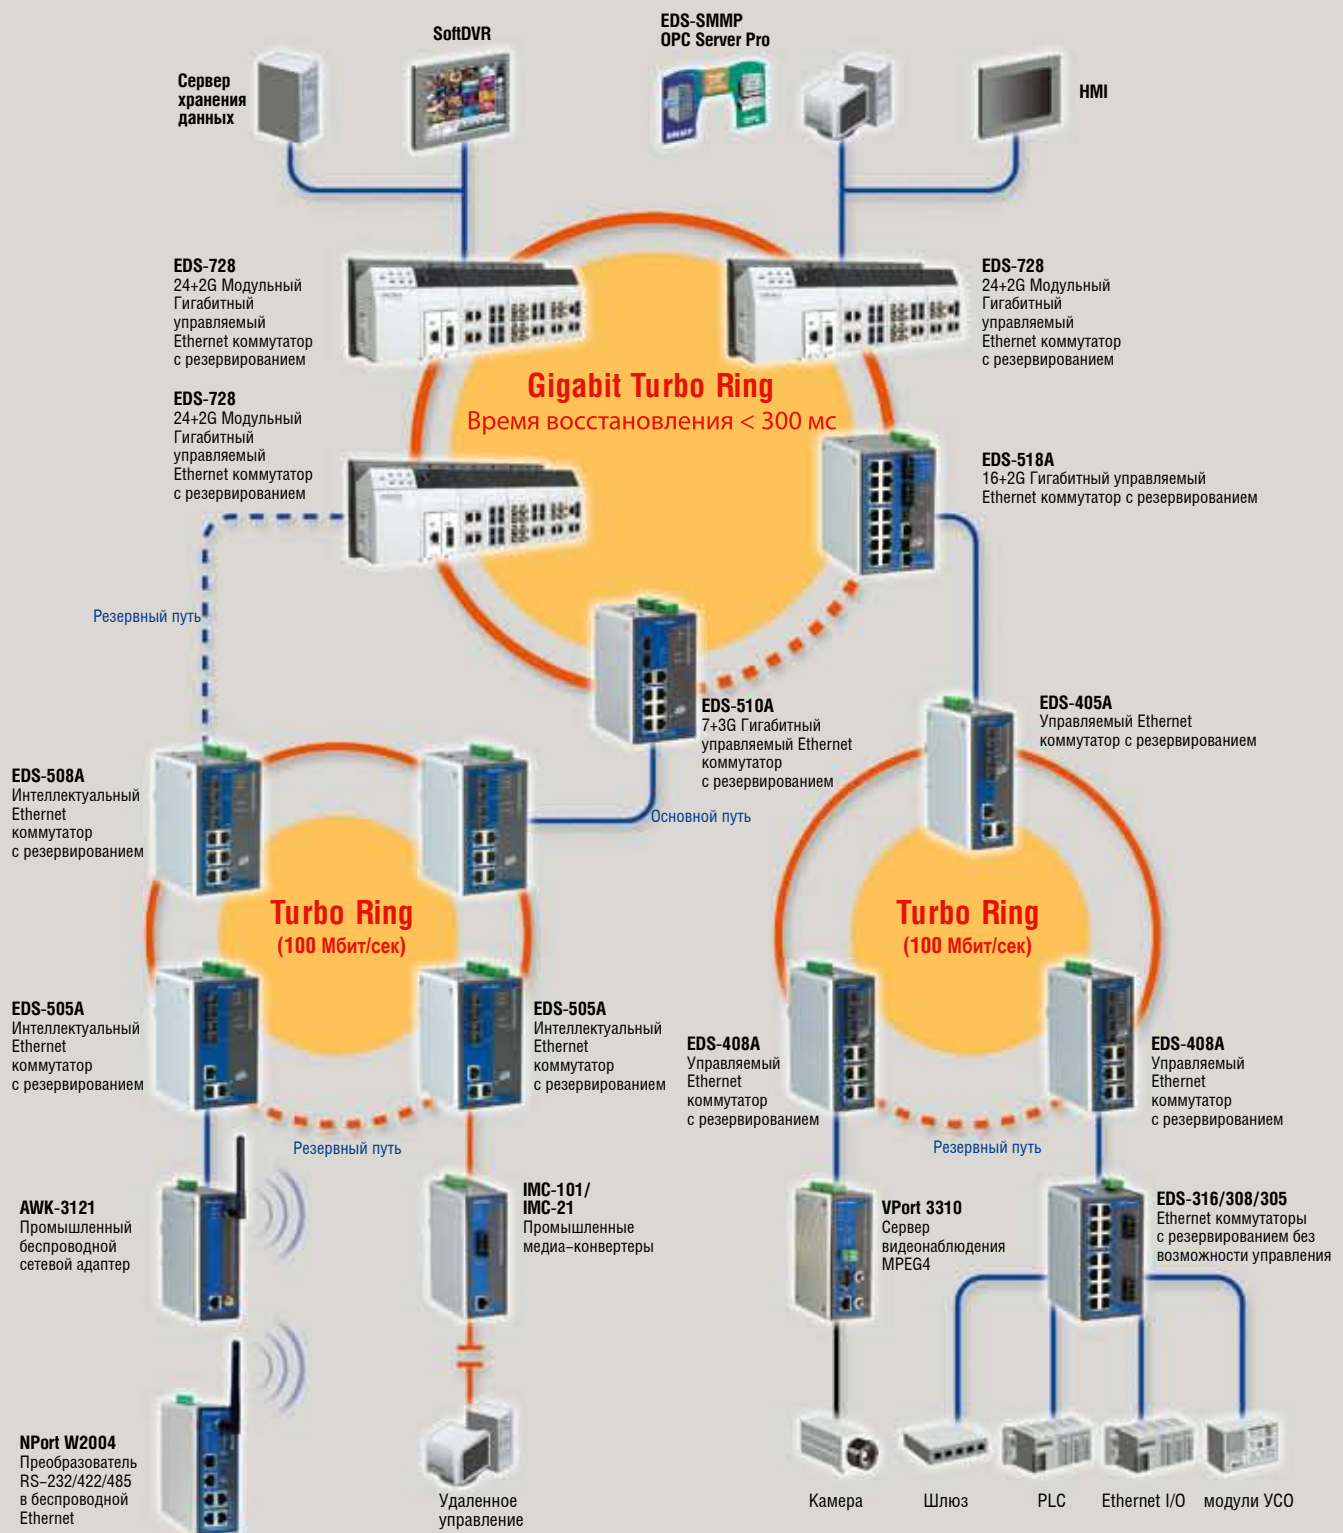 SoftDVR
EDS-SMMP
OPC Server Pro
Сервер
хранения
данных
HMI
SMMP
OPC
EDS-728
24+2G Модульный
Гигабитный
управляемый
Ethernet коммутатор
с резервированием
EDS-728
24+2G Модульный
Гигабитный
управляемый
Ethernet коммутатор
с резервированием
Gigabit Turbo Ring
Время восстановления < 300 мс
EDS-728
24+2G Модульный
Гигабитный
управляемый
Ethernet коммутатор
с резервированием
EDS-518A
16+2G Гигабитный управляемый
Ethernet коммутатор с резервированием
Резервный путь
EDS-510A
7+3G Гигабитный
управляемый Ethernet
коммутатор
с резервированием
EDS-405A
Управляемый Ethernet
коммутатор с резервированием
EDS-508A
Интеллектуальный
Ethernet
коммутатор
с резервированием
Основной путь
Turbo Ring
(100 Мбит/сек)
Turbo Ring
(100 Мбит/сек)
EDS-505A
Интеллектуальный
Ethernet
коммутатор
с резервированием
EDS-505A
Интеллектуальный
Ethernet
коммутатор
с резервированием
EDS-408A
Управляемый
Ethernet
коммутатор
с резервированием
EDS-408A
Управляемый
Ethernet
коммутатор
с резервированием
Резервный путь
Резервный путь
AWK-3121
Промышленный
беспроводной
сетевой адаптер
IMC-101/
IMC-21
Промышленные
медиа-конвертеры
VPort 3310
Сервер
видеонаблюдения
MPEG4
EDS-316/308/305
Ethernet коммутаторы
с резервированием без
возможности управления
NPort W2004
Преобразователь
RS-232/422/485
в беспроводной
Ethernet
Удаленное
управление
Камера
Шлюз
PLC
Ethernet I/O
модули УСО